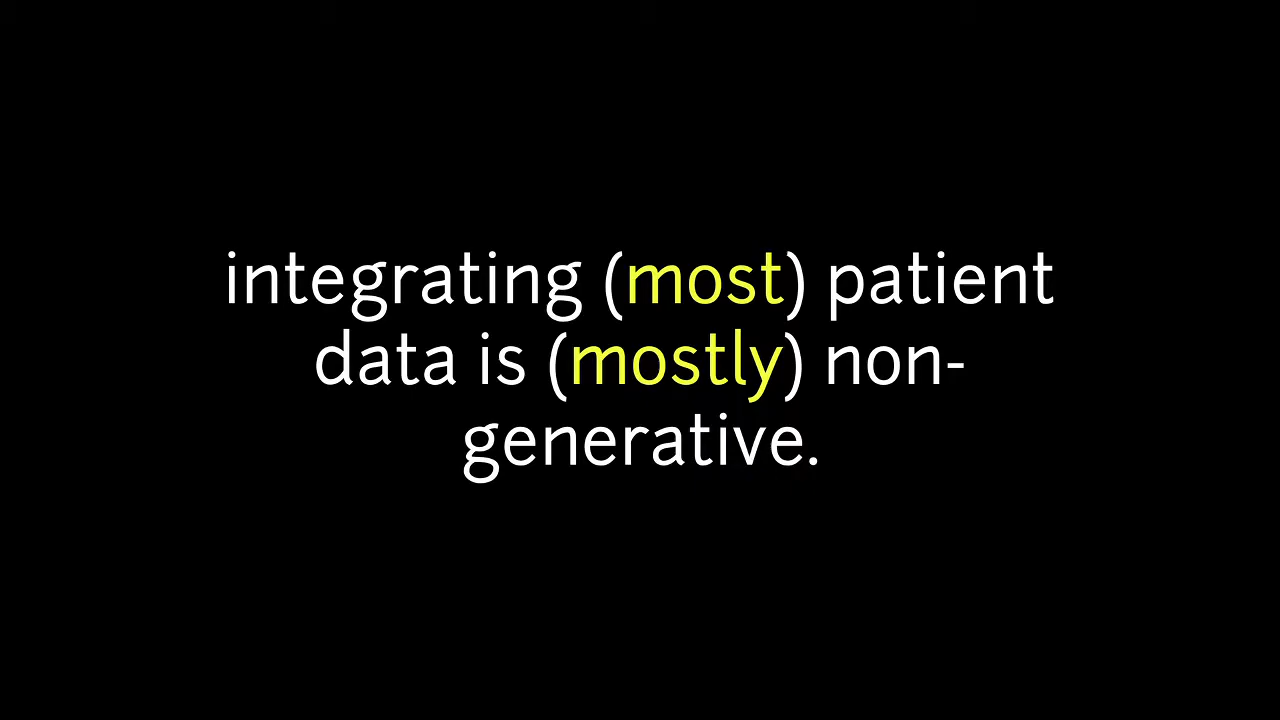 integrating (most) patient
data is (mostly) non-
generative.